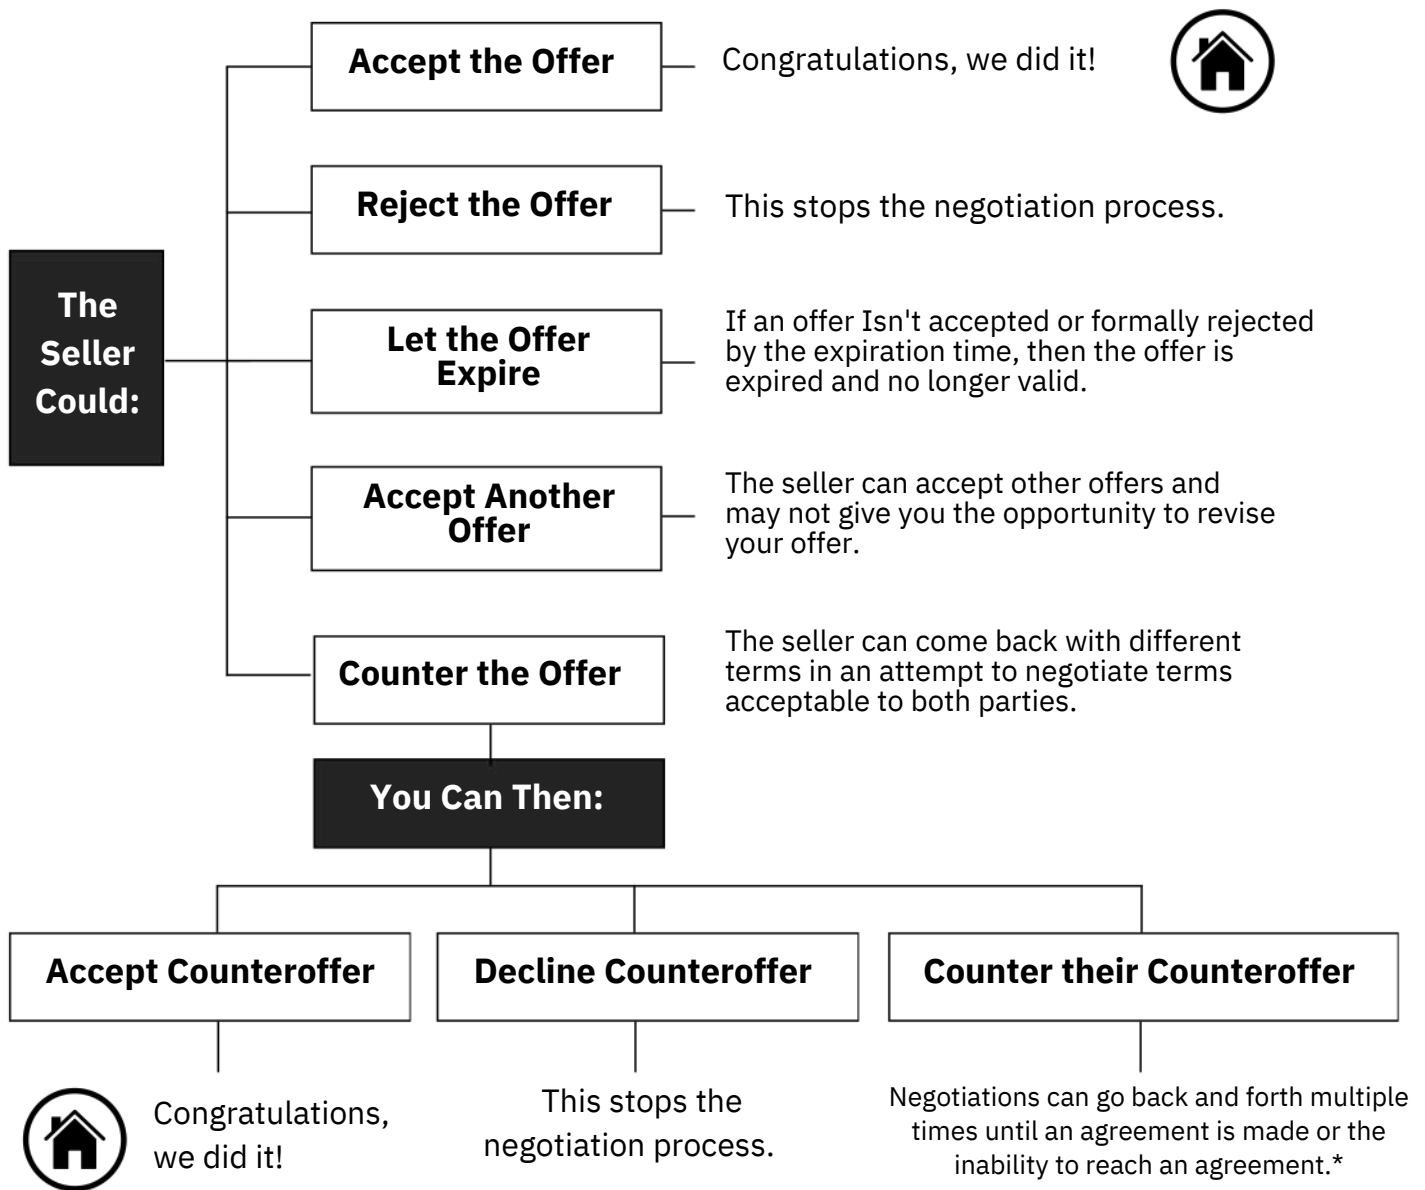 Accept the Offer
Congratulations, we did it!
Reject the Offer
This stops the negotiation process.
The
Seller
Could:
Let the Offer
Expire
If an offer Isn't accepted or formally rejected
by the expiration time, then the offer is
expired and no longer valid.
Accept Another
Offer
The seller can accept other offers and
may not give you the opportunity to revise
your offer.
Counter the Offer
The seller can come back with different
terms in an attempt to negotiate terms
acceptable to both parties.
You Can Then:
Accept Counteroffer
Decline Counteroffer
Counter their Counteroffer
Congratulations,
we did it!
This stops the
negotiation process.
Negotiations can go back and forth multiple
times until an agreement is made or the
inability to reach an agreement.*